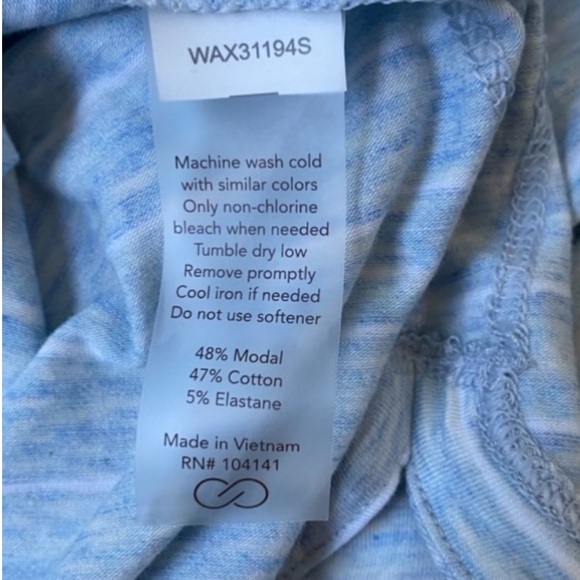 WAX31194S
Machine wash cold
with similar colors
Only non-chlorine
bleach when needed
Tumble dry low
Remove promptly
Cool iron if needed
Do not use softener
48% Modal
47% Cotton
5% Elastane
Made in Vietnam
RN# 104141